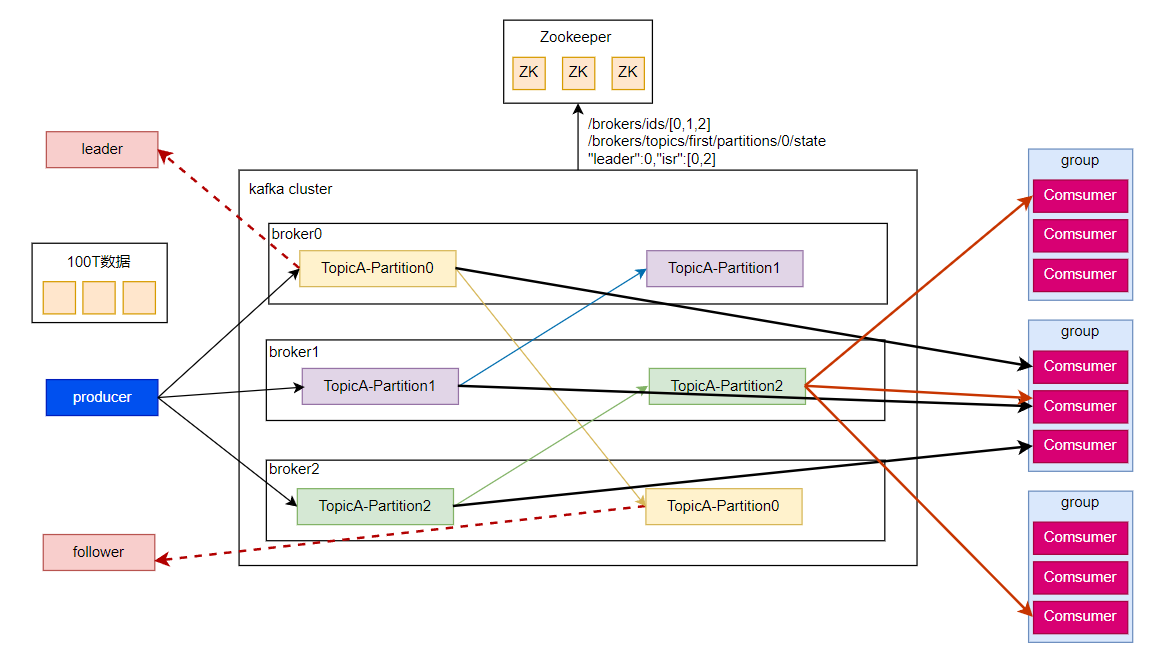 Zookeeper
ZK ZK ZK
/brokers/ids/[0,1,2]
/brokers/topics/first/partitions/0/state
"leader":0,"isr":[0,2]
leader
100T数据
producer
follower
kafka cluster
broker0
TopicA-Partition0 TopicA-Partition1
broker1
TopicA-Partition1 TopicA-Partition2
broker2
TopicA-Partition2 TopicA-Partition0
group
Comsumer
Comsumer
Comsumer
group
Comsumer
Comsumer
Comsumer
group
Comsumer
Comsumer
Comsumer